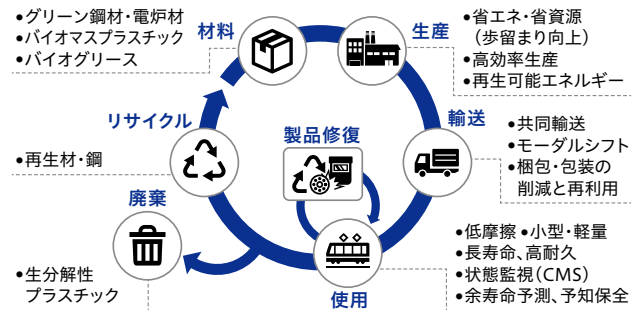 材料
•グリーン鋼材・電炉材
•バイオマスプラスチック
•バイオグリース
生産
•省エネ・省資源
（歩留まり向上）
•高効率生産
•再生可能エネルギー
輸送
•共同輸送
•モーダルシフト
•梱包・包装の
削減と再利用
製品修復
使用
•低摩擦 •小型・軽量
•長寿命、高耐久
•状態監視（CMS）
•余寿命予測、予知保全
廃棄
•生分解性
プラスチック
リサイクル
•再生材・鋼